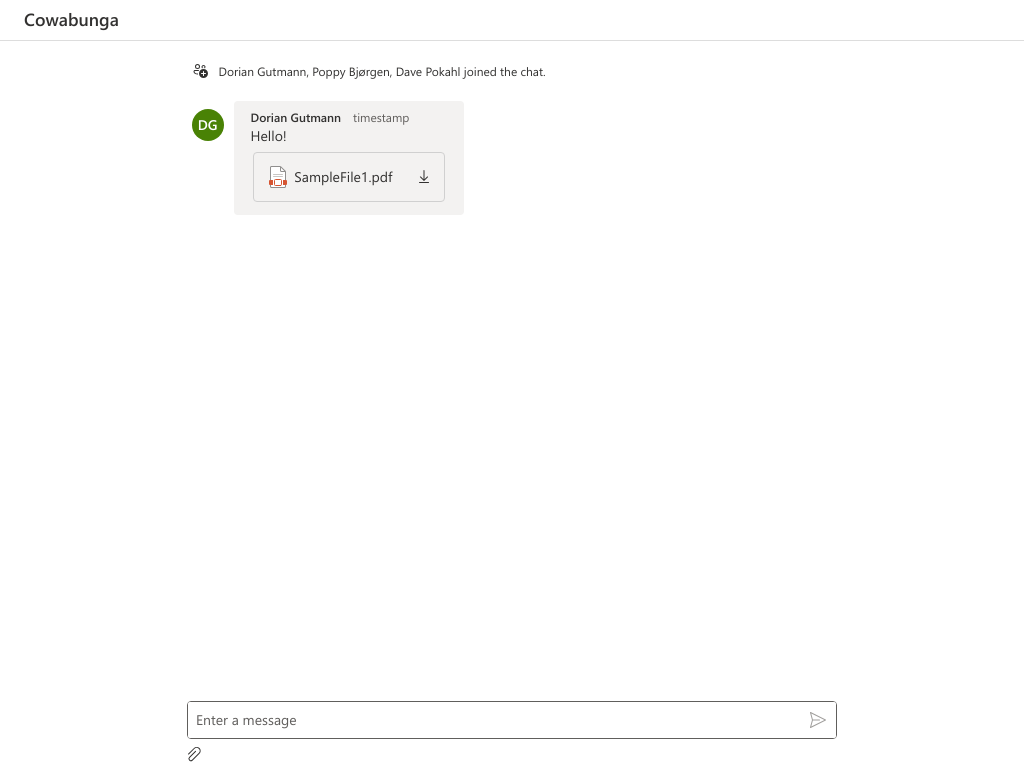 Cowabunga
Dorian Gutmann, Poppy Bjørgen, Dave Pokahl joined the chat.
DG
Dorian Gutmann timestamp
Hello!
SampleFile1.pdf
Enter a message